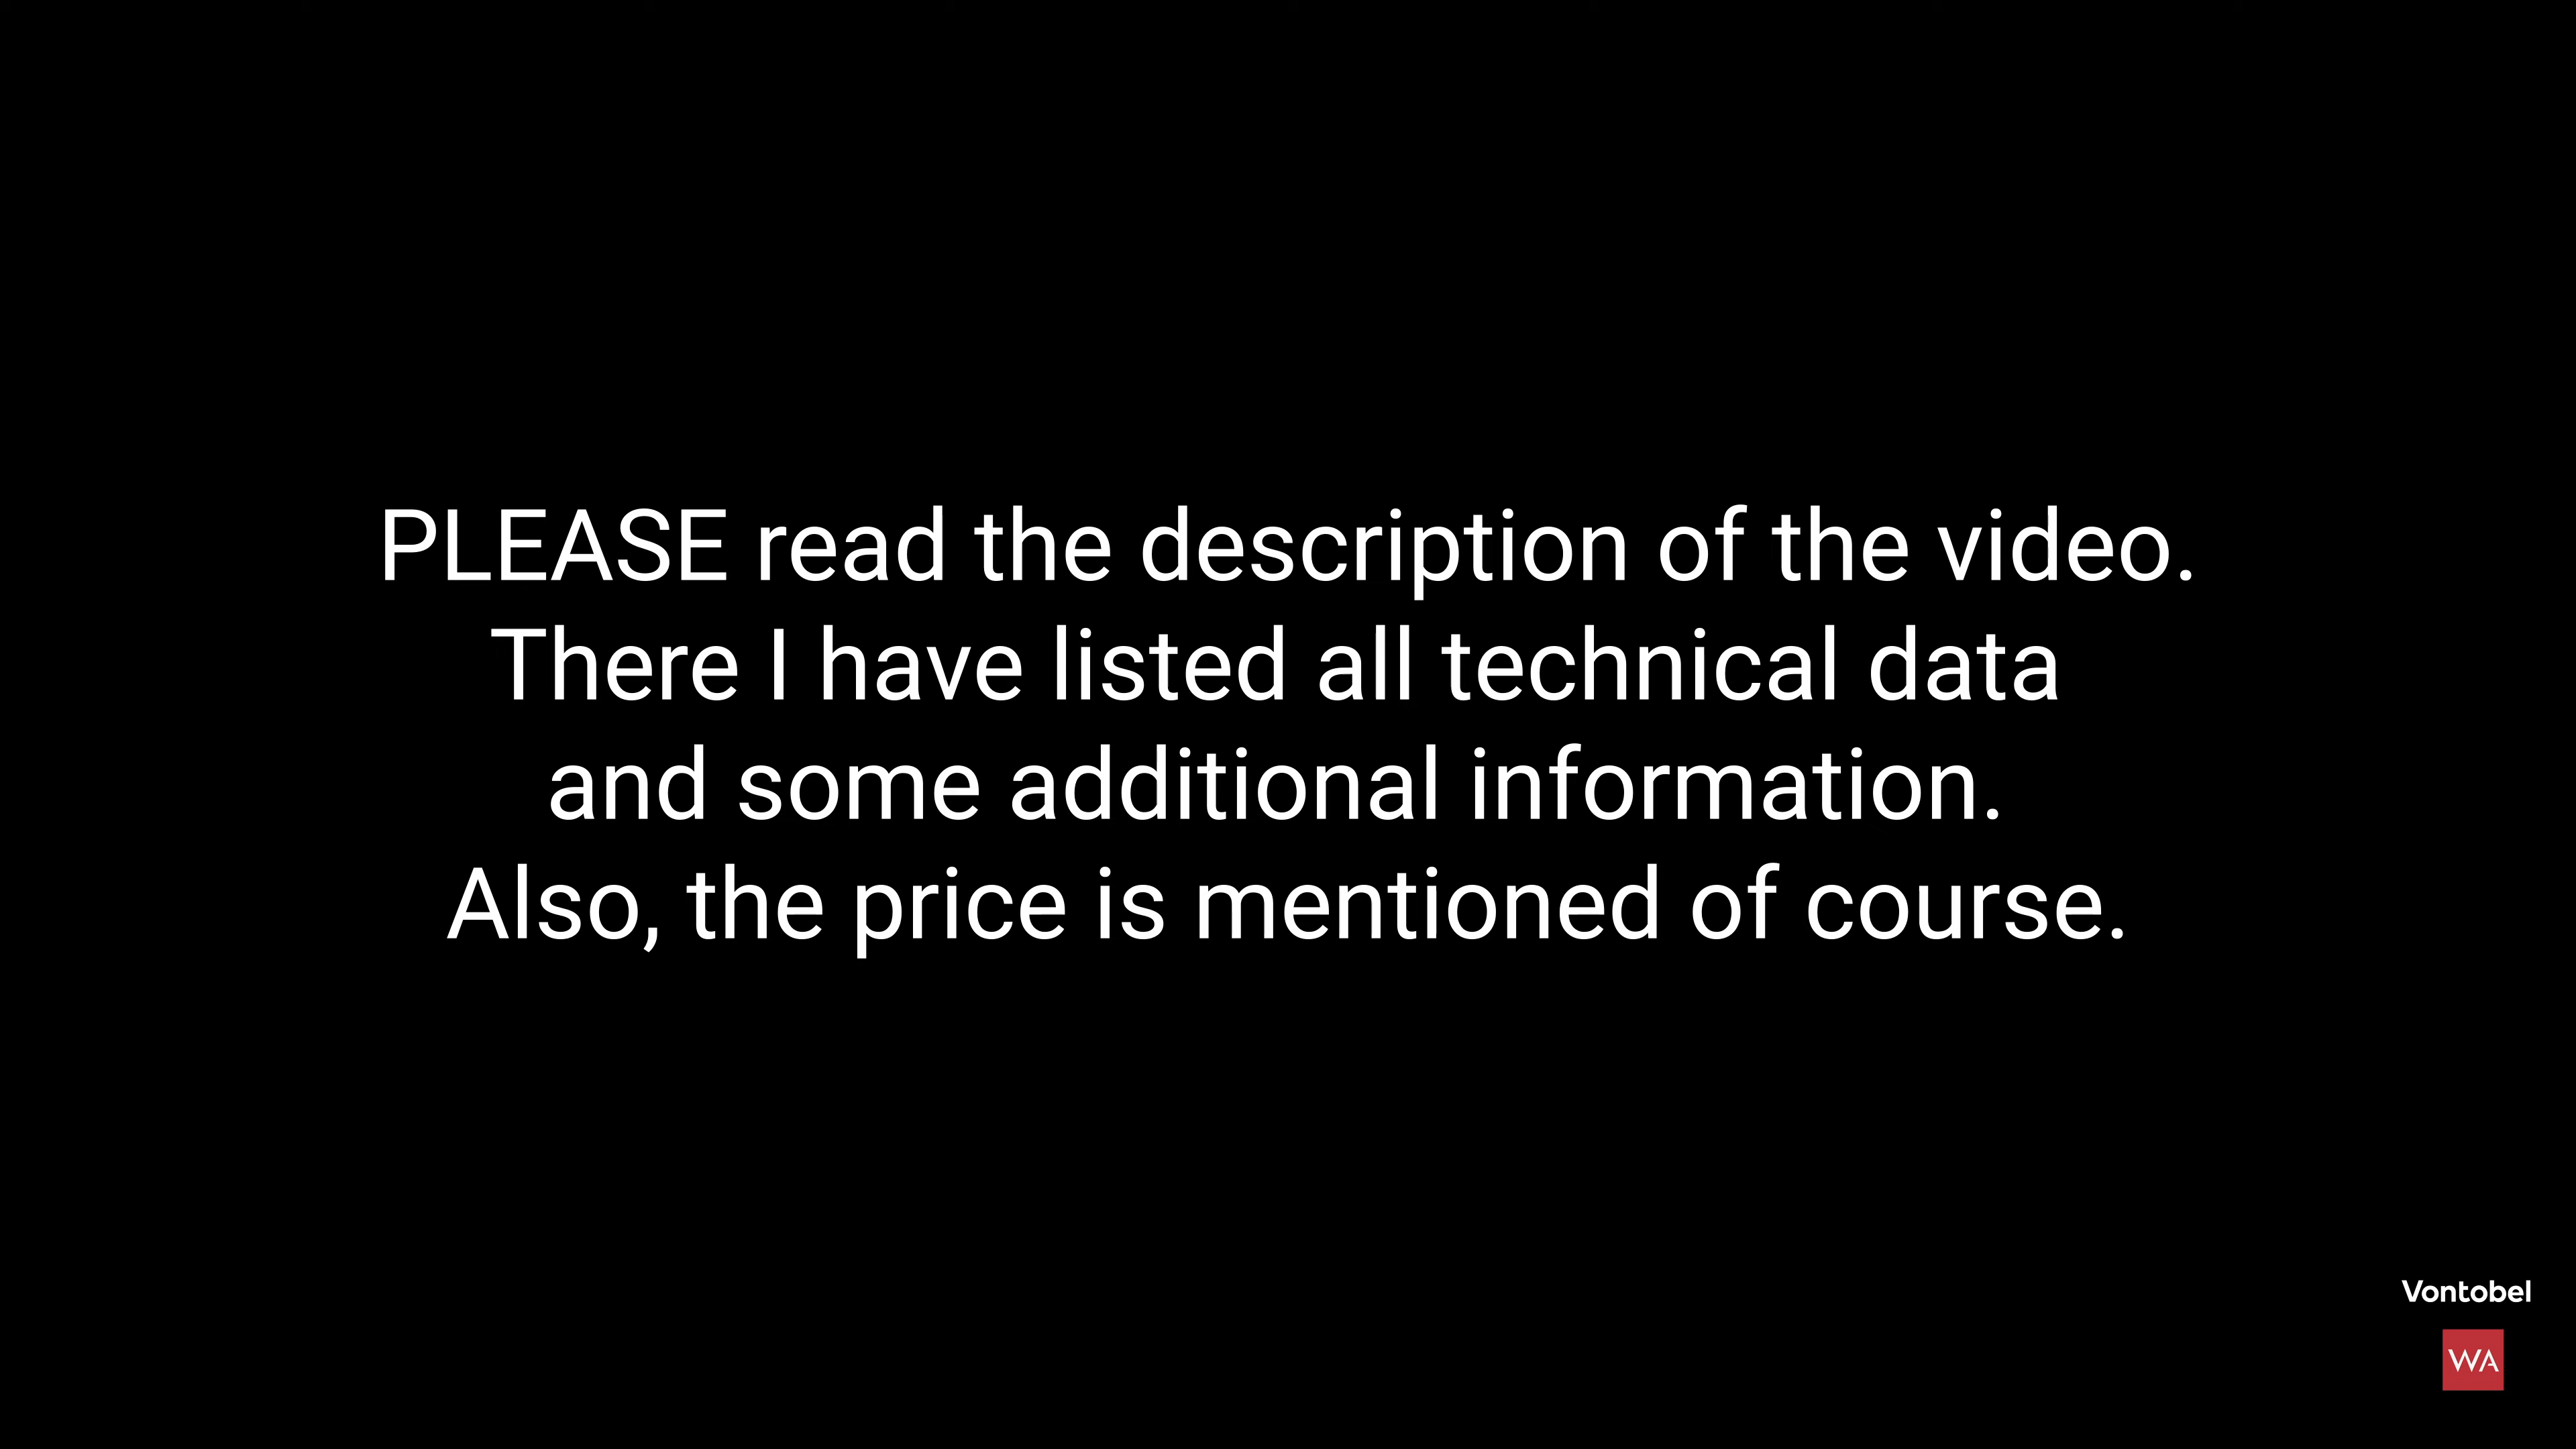 PLEASE read the description of the video.
There I have listed all technical data
and some additional information.
Also, the price is mentioned of course.
Vontobel
WA